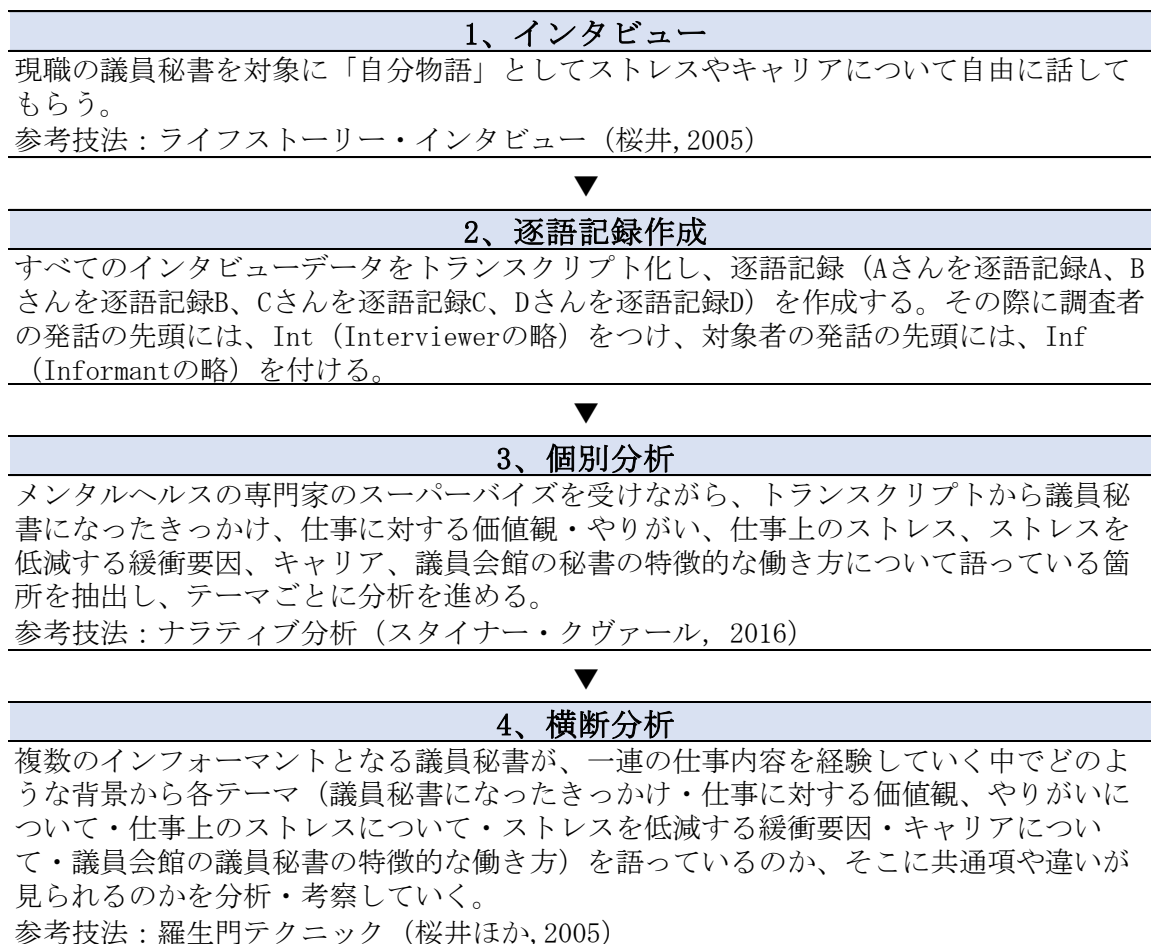 1、インタビュー
現職の議員秘書を対象に「自分物語」としてストレスやキャリアについて自由に話して
もらう。
参考技法：ライフストーリー・インタビュー（桜井,2005）
▼
2、逐語記録作成
すべてのインタビューデータをトランスクリプト化し、逐語記録（Aさんを逐語記録A、B
さんを逐語記録B、Cさんを逐語記録C、Dさんを逐語記録D）を作成する。その際に調査者
の発話の先頭には、Int（Interviewerの略）をつけ、対象者の発話の先頭には、Inf
（Informantの略）を付ける。
▼
3、個別分析
メンタルヘルスの専門家のスーパーバイズを受けながら、トランスクリプトから議員秘
書になったきっかけ、仕事に対する価値観・やりがい、仕事上のストレス、ストレスを
低減する緩衝要因、キャリア、議員会館の秘書の特徴的な働き方について語っている箇
所を抽出し、テーマごとに分析を進める。
参考技法：ナラティブ分析（スタイナー・クヴァール, 2016）
▼
4、横断分析
複数のインフォーマントとなる議員秘書が、一連の仕事内容を経験していく中でどのよ
うな背景から各テーマ（議員秘書になったきっかけ・仕事に対する価値観、やりがいに
ついて・仕事上のストレスについて・ストレスを低減する緩衝要因・キャリアについ
て・議員会館の議員秘書の特徴的な働き方）を語っているのか、そこに共通項や違いが
見られるのかを分析・考察していく。
参考技法：羅生門テクニック（桜井ほか,2005）